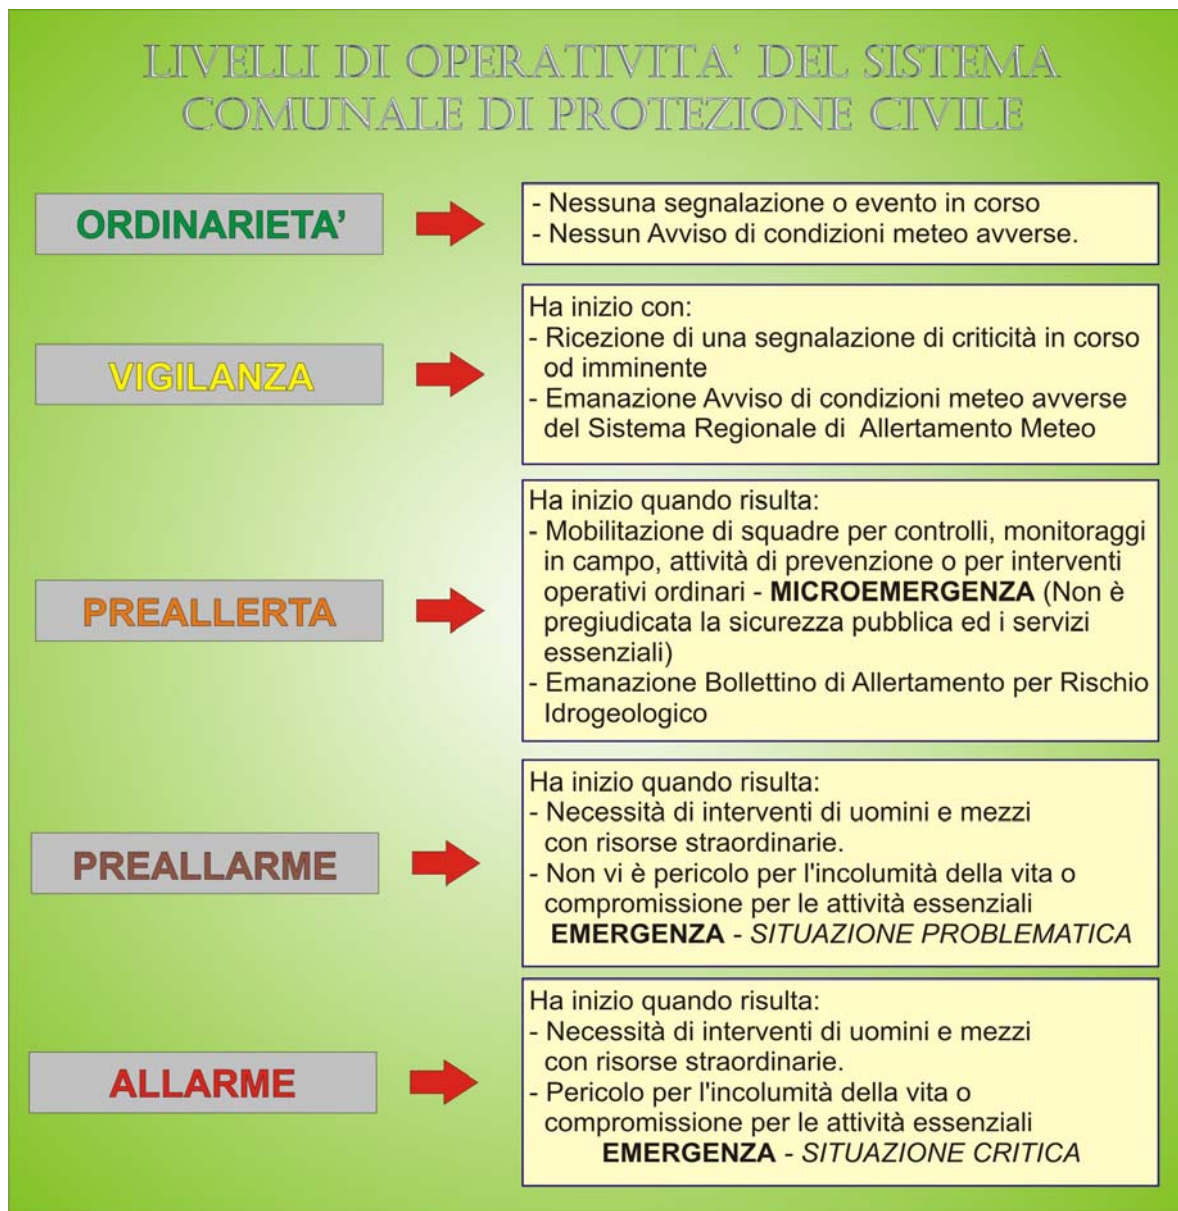 LIVELLI DI OPERATIVITA' DEL SISTEMA
COMUNALE DI PROTEZIONE CIVILE
ORDINARIETA'
- Nessuna segnalazione o evento in corso
- Nessun Avviso di condizioni meteo avverse.
VIGILANZA
Ha inizio con:
- Ricezione di una segnalazione di criticità in corso
od imminente
- Emanazione Avviso di condizioni meteo avverse
del Sistema Regionale di Allertamento Meteo
PREALLERTA
Ha inizio quando risulta:
- Mobilitazione di squadre per controlli, monitoraggi
in campo, attività di prevenzione o per interventi
operativi ordinari - MICROEMERGENZA (Non è
pregiudicata la sicurezza pubblica ed i servizi
essenziali)
- Emanazione Bollettino di Allertamento per Rischio
Idrogeologico
PREALLARME
Ha inizio quando risulta:
- Necessità di interventi di uomini e mezzi
con risorse straordinarie.
- Non vi è pericolo per l'incolumità della vita o
compromissione per le attività essenziali
EMERGENZA - SITUAZIONE PROBLEMATICA
ALLARME
Ha inizio quando risulta:
- Necessità di interventi di uomini e mezzi
con risorse straordinarie.
- Pericolo per l'incolumità della vita o
compromissione per le attività essenziali
EMERGENZA - SITUAZIONE CRITICA